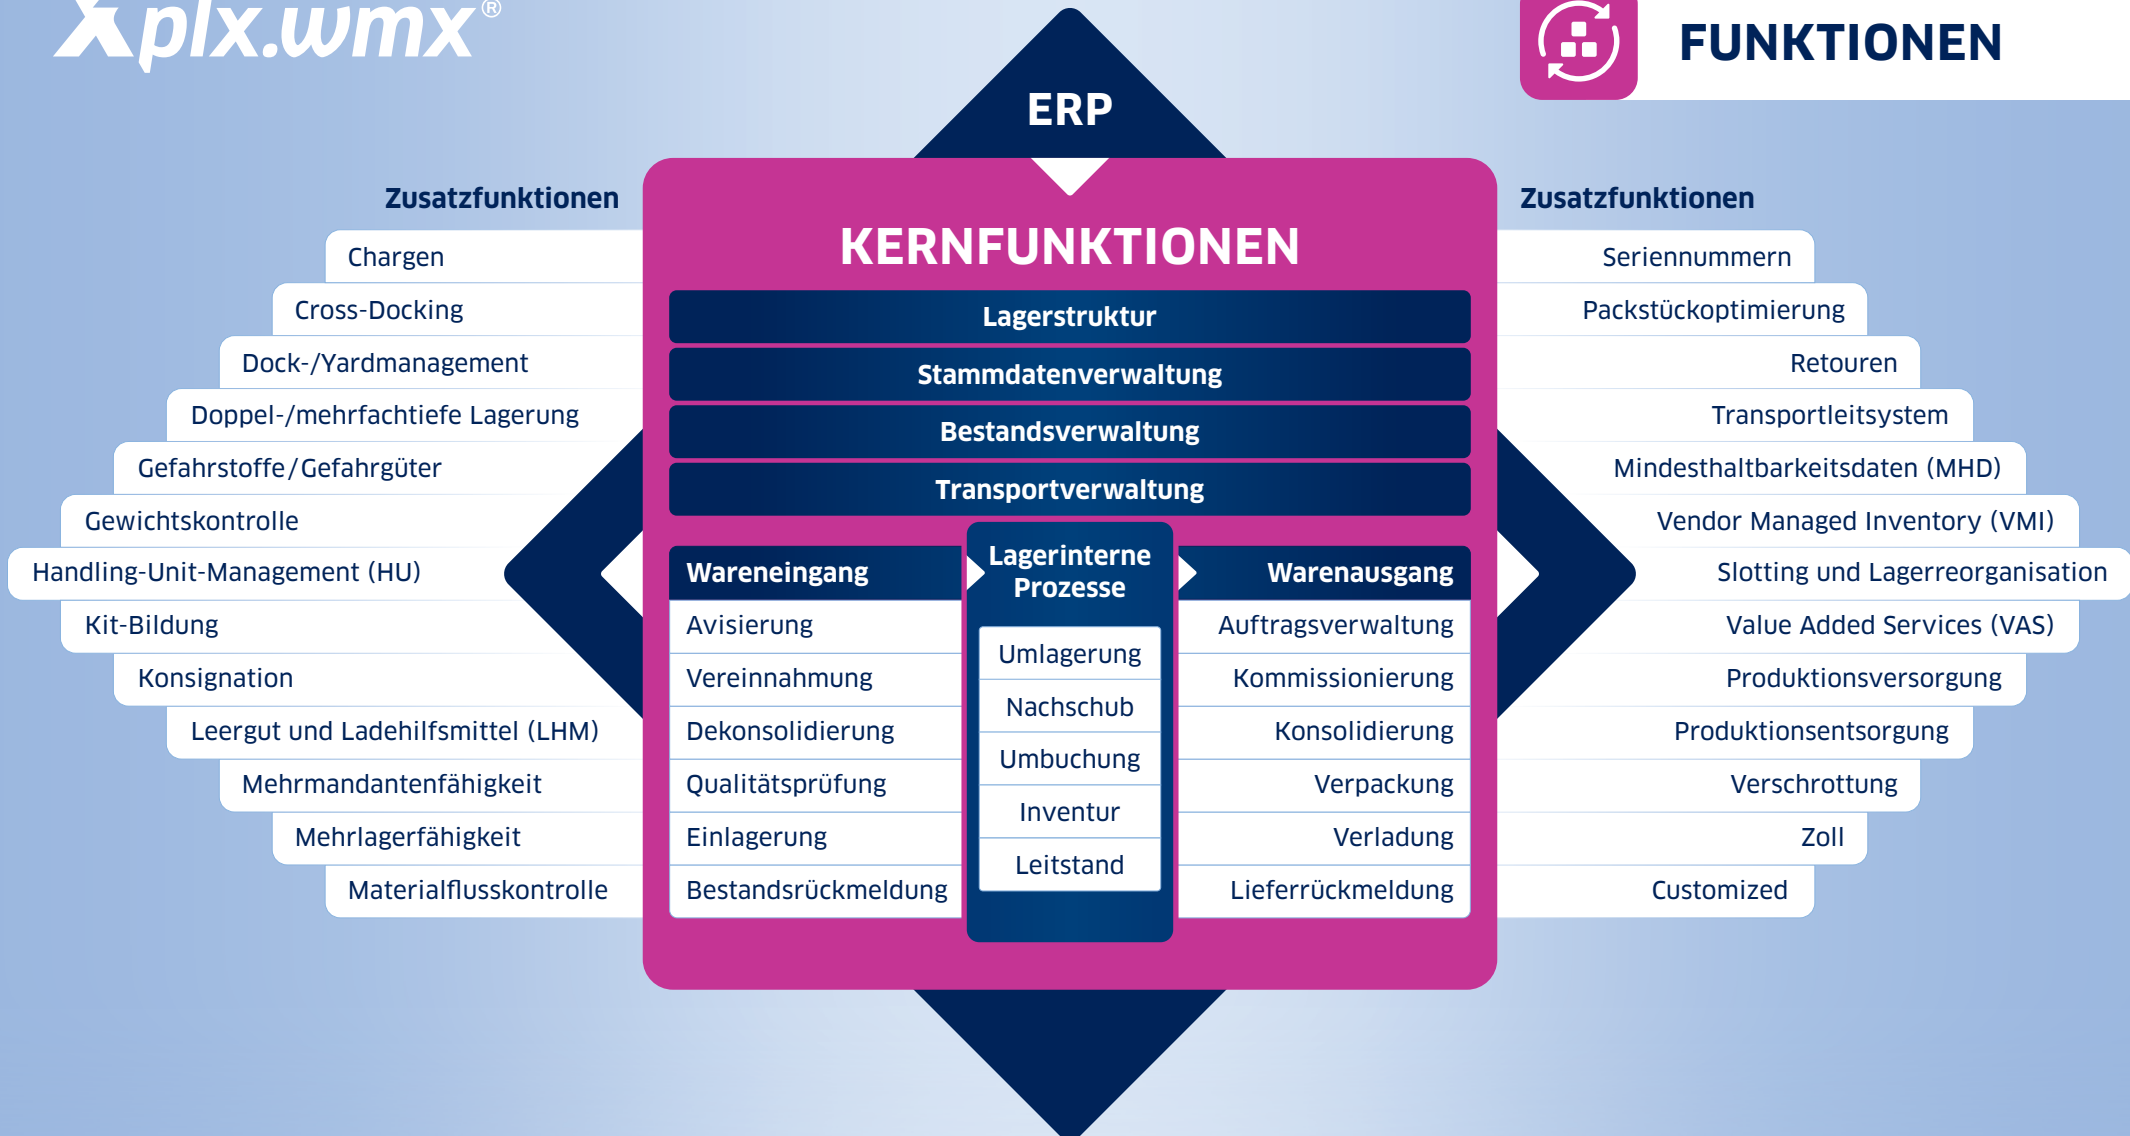 Xplx.wmx®
FUNKTIONEN
ERP
Zusatzfunktionen
Chargen
Cross-Docking
Dock-/Yardmanagement
Doppel-/mehrfachtiefe Lagerung
Gefahrstoffe/Gefahrgüter
Gewichtskontrolle
Handling-Unit-Management (HU)
Kit-Bildung
Konsignation
Leergut und Ladehilfsmittel (LHM)
Mehrmandantenfähigkeit
Mehrlagerfähigkeit
Materialflusskontrolle
KERNFUNKTIONEN
Lagerstruktur
Stammdatenverwaltung
Bestandsverwaltung
Transportverwaltung
Wareneingang
Avisierung
Vereinnahmung
Dekonsolidierung
Qualitätsprüfung
Einlagerung
Bestandsrückmeldung
Lagerinterne
Prozesse
Umlagerung
Nachschub
Umbuchung
Inventur
Leitstand
Warenausgang
Auftragsverwaltung
Kommissionierung
Konsolidierung
Verpackung
Verladung
Lieferrückmeldung
Zusatzfunktionen
Seriennummern
Packstückoptimierung
Retouren
Transportleitsystem
Mindesthaltbarkeitsdaten (MHD)
Vendor Managed Inventory (VMI)
Slotting und Lagerreorganisation
Value Added Services (VAS)
Produktionsversorgung
Produktionsentsorgung
Verschrottung
Zoll
Customized